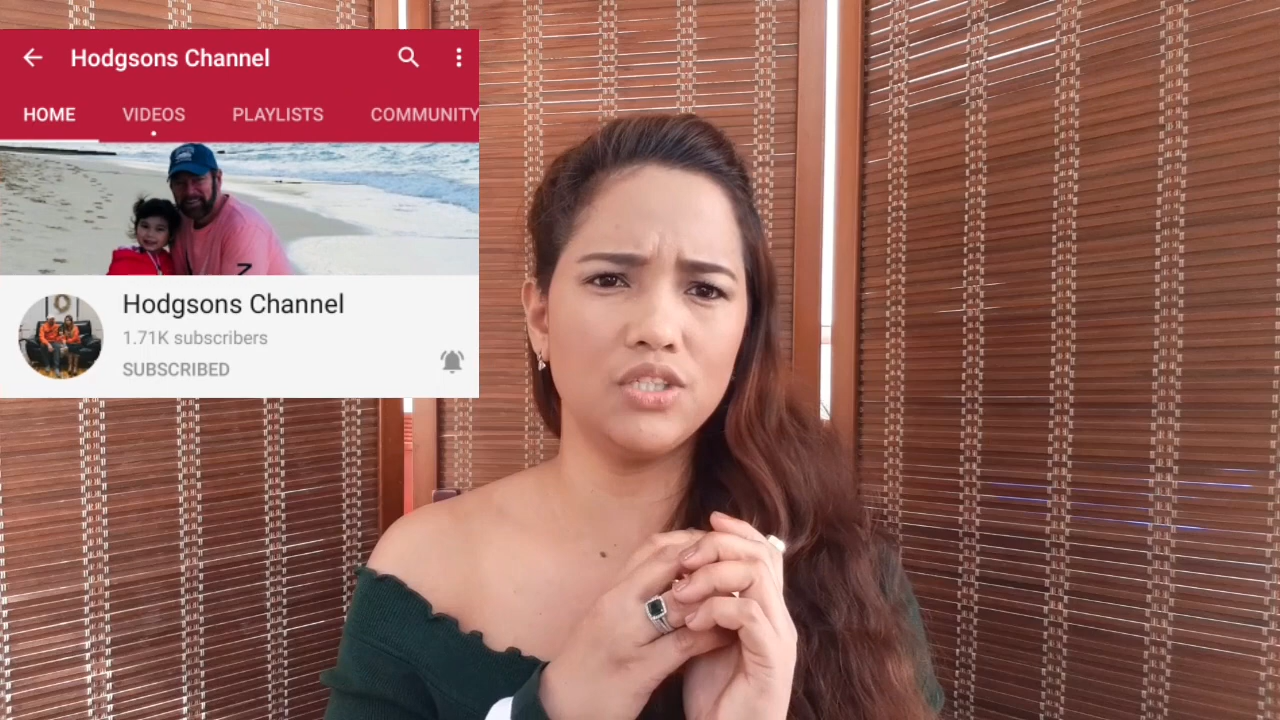 Hodgsons Channel
HOME VIDEOS PLAYLISTS COMMUNITY
Hodgsons Channel
1.71K subscribers
SUBSCRIBED